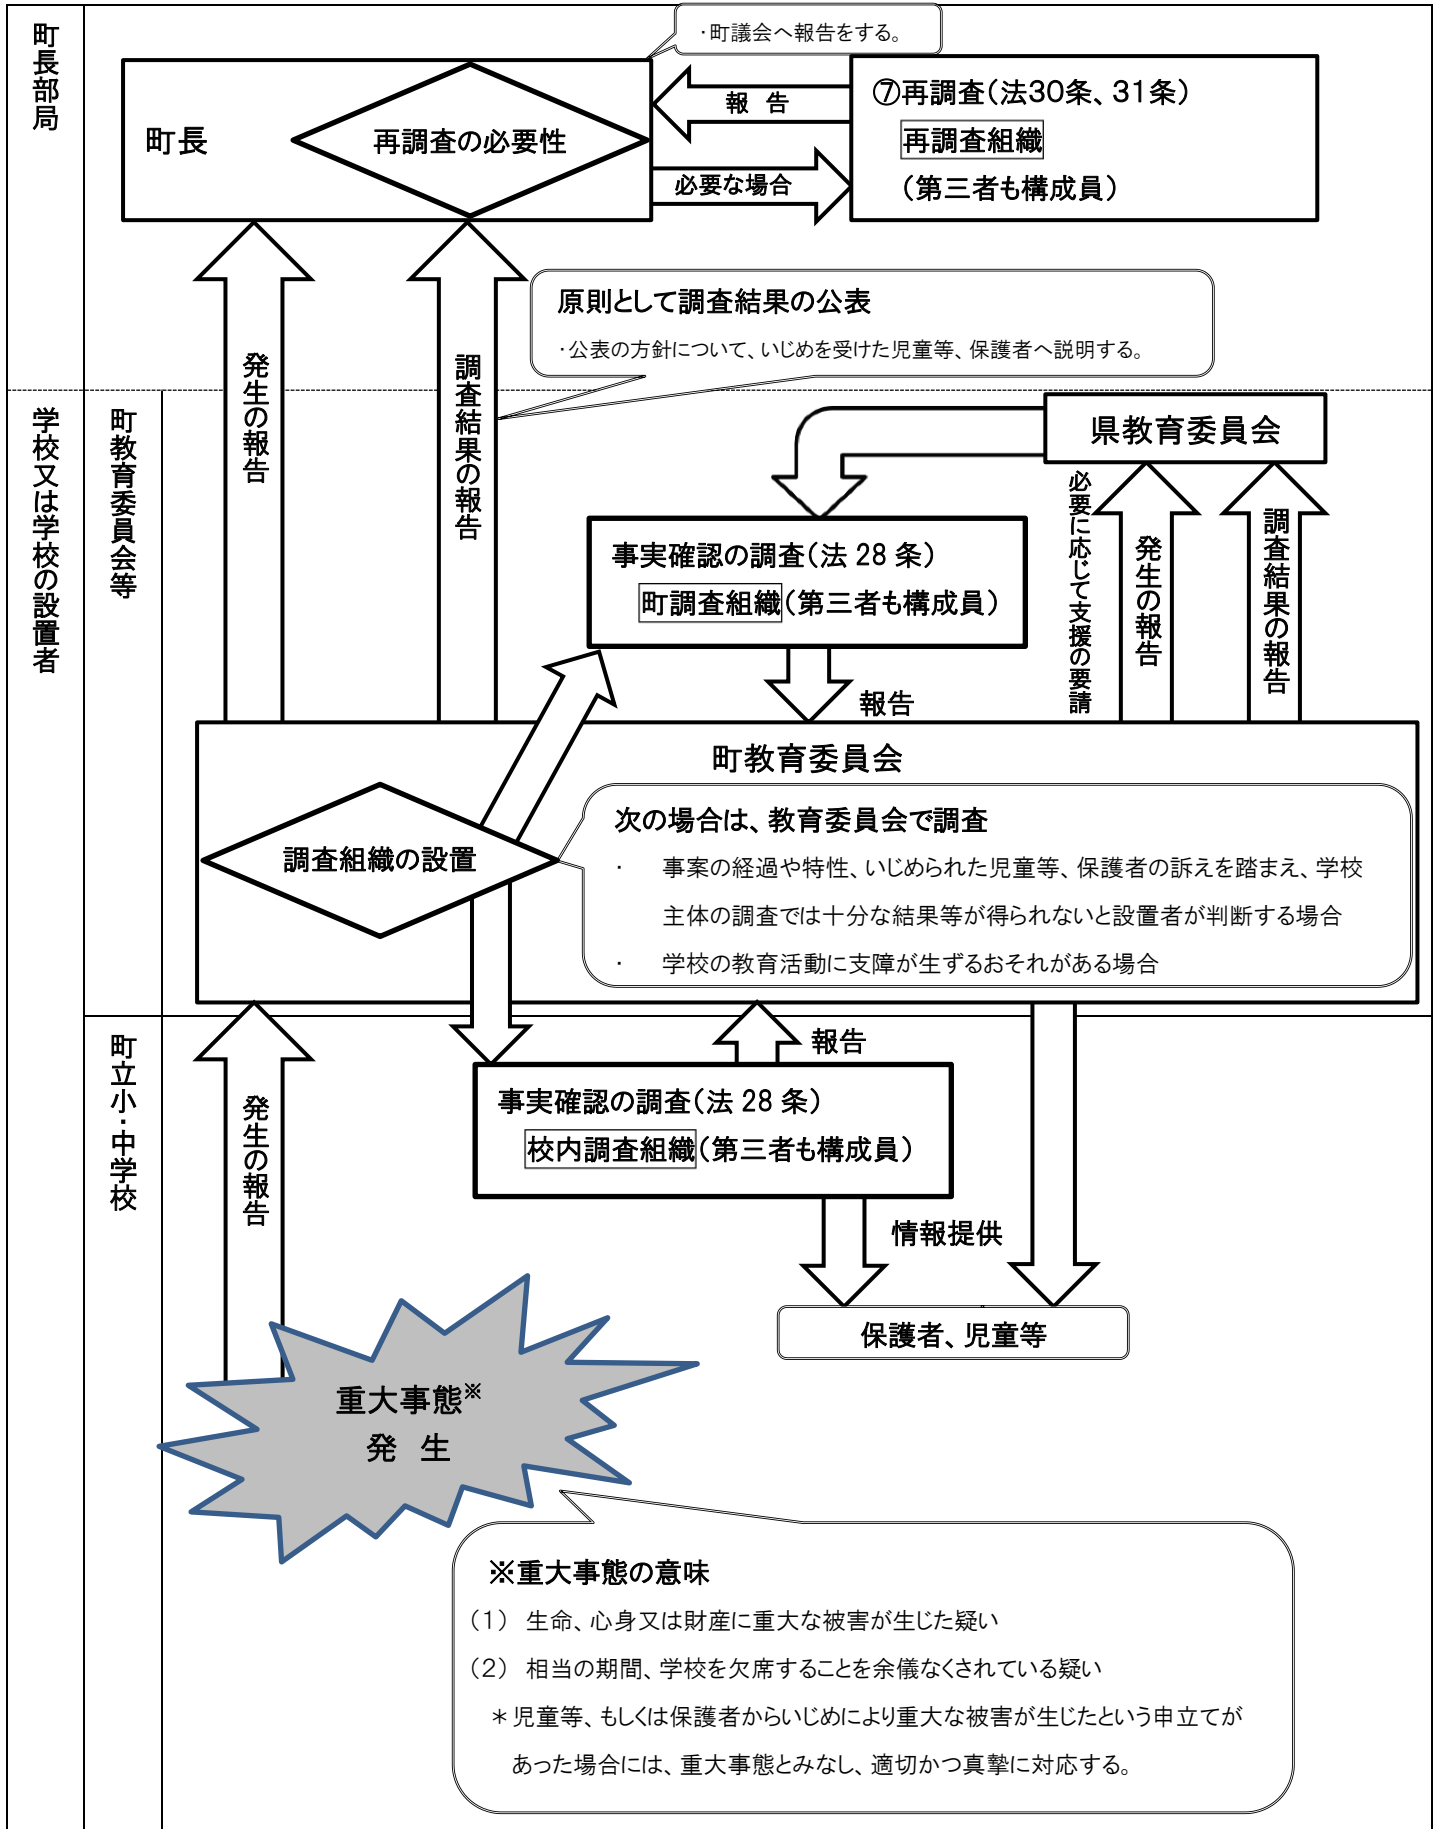 町長部局
・町議会へ報告をする。
町長
再調査の必要性
報 告
必要な場合
⑦再調査(法30条、31条)
再調査組織
(第三者も構成員)
発生の報告
調査結果の報告
原則として調査結果の公表
・公表の方針について、いじめを受けた児童等、保護者へ説明する。
学校又は学校の設置者
町教育委員会等
県教育委員会
事実確認の調査(法 28 条)
町調査組織(第三者も構成員)
必要に応じて支援の要請
発生の報告
調査結果の報告
報告
町教育委員会
調査組織の設置
次の場合は、教育委員会で調査
・ 事案の経過や特性、いじめられた児童等、保護者の訴えを踏まえ、学校
主体の調査では十分な結果等が得られないと設置者が判断する場合
・ 学校の教育活動に支障が生ずるおそれがある場合
町立小・中学校
発生の報告
報告
事実確認の調査(法 28 条)
校内調査組織(第三者も構成員)
情報提供
保護者、児童等
重大事態※
発 生
※重大事態の意味
(1) 生命、心身又は財産に重大な被害が生じた疑い
(2) 相当の期間、学校を欠席することを余儀なくされている疑い
＊児童等、もしくは保護者からいじめにより重大な被害が生じたという申立てが
あった場合には、重大事態とみなし、適切かつ真摯に対応する。